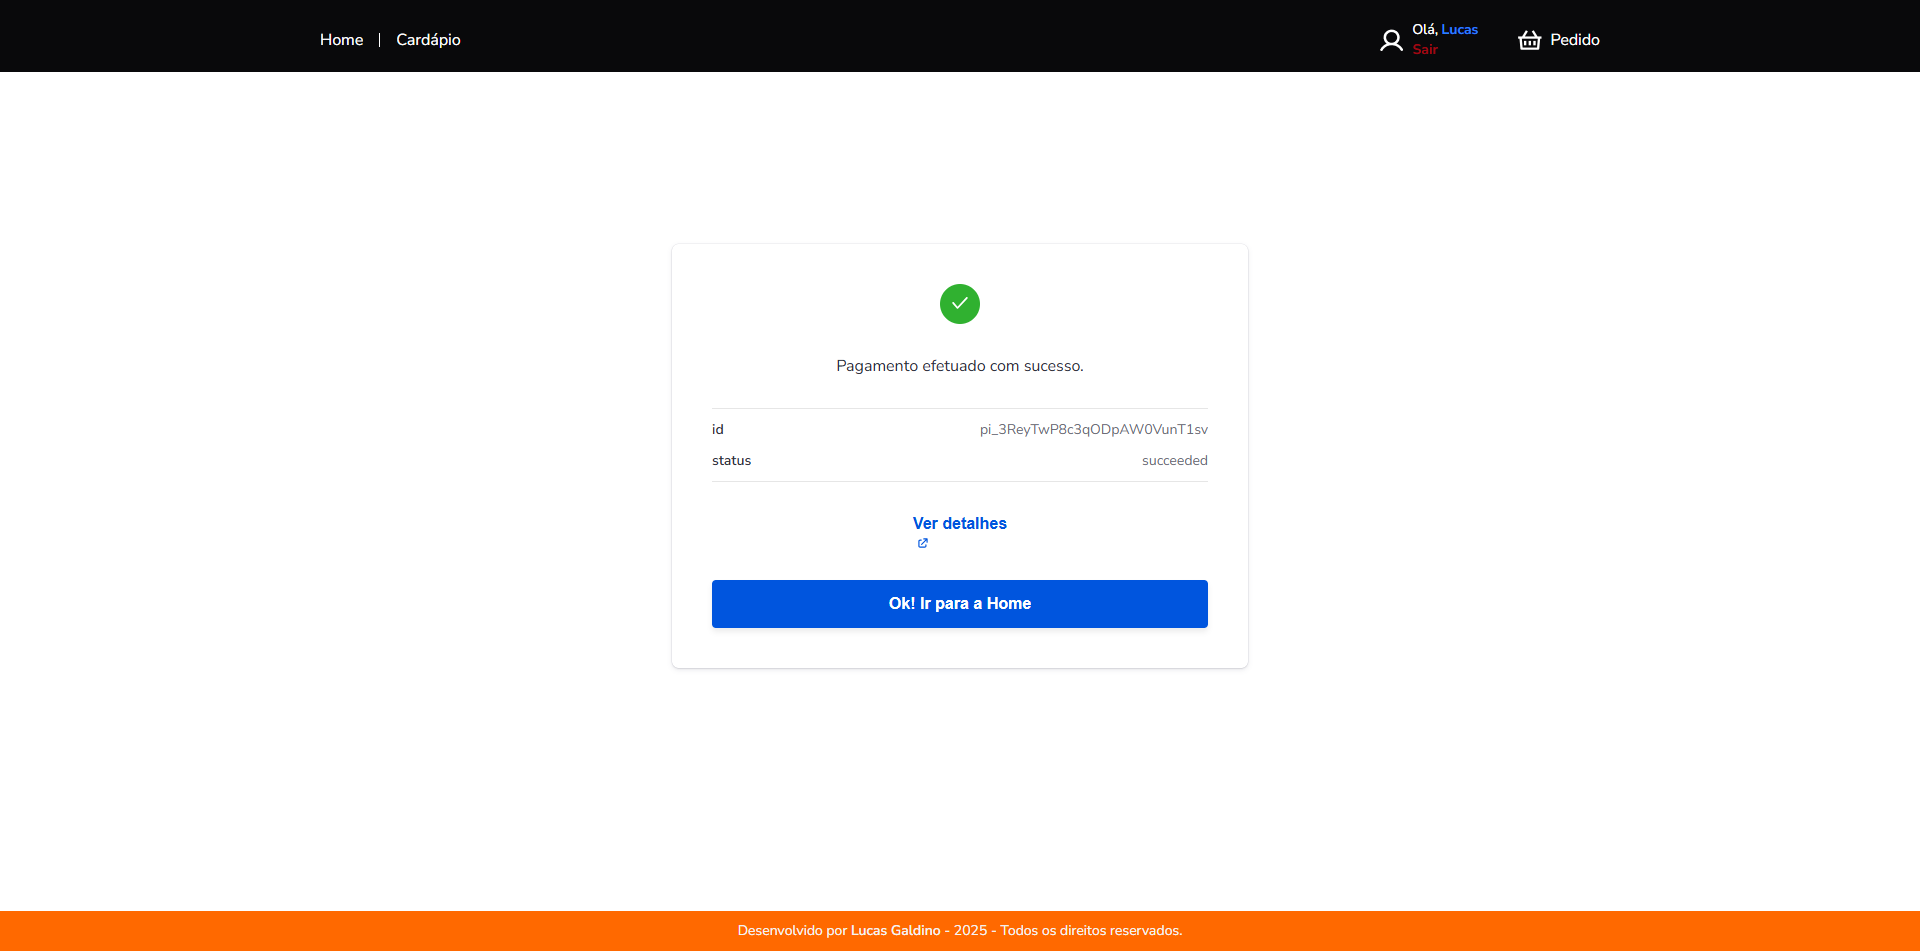 Home | Cardápio
Olá, Lucas
Sair
Pedido
Pagamento efetuado com sucesso.
id pi_3ReyTwP8c3qODpAW0VunT1sv
status succeeded
Ver detalhes
Ok! Ir para a Home
Desenvolvido por Lucas Galdino - 2025 - Todos os direitos reservados.